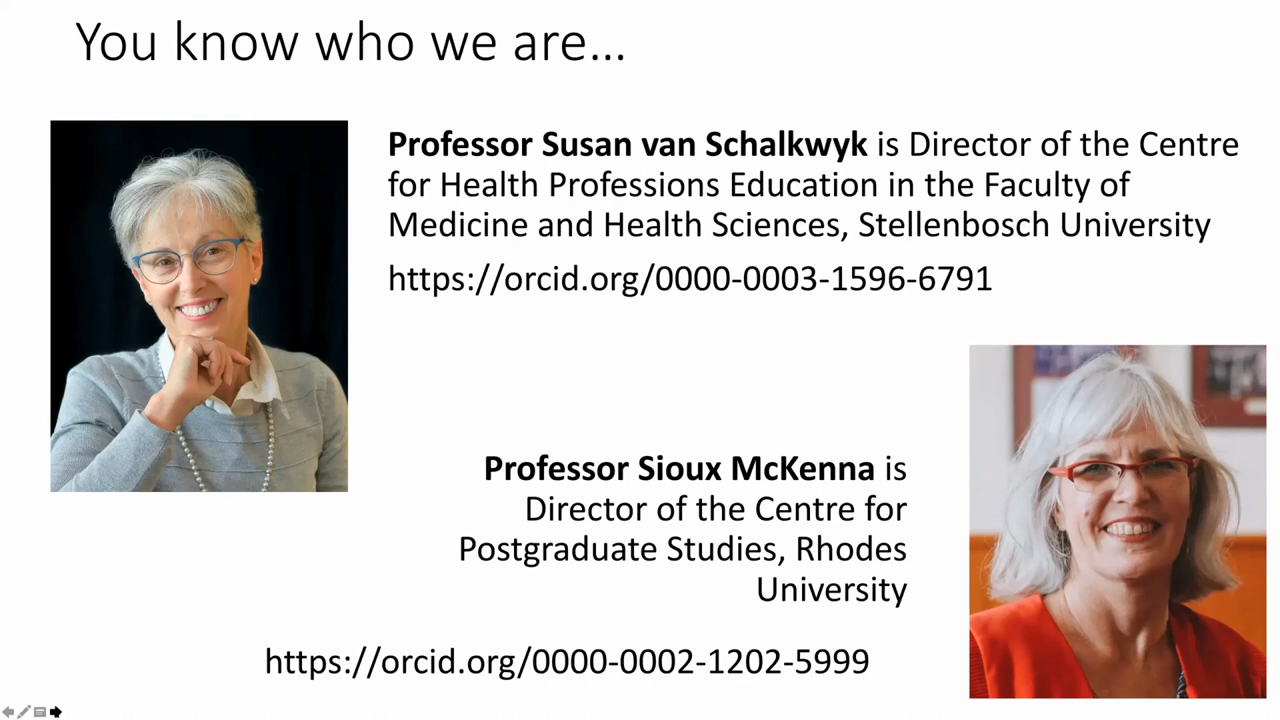 You know who we are...
Professor Susan van Schalkwyk is Director of the Centre
for Health Professions Education in the Faculty of
Medicine and Health Sciences, Stellenbosch University
https://orcid.org/0000-0003-1596-6791
Professor Sioux McKenna is
Director of the Centre for
Postgraduate Studies, Rhodes
University
https://orcid.org/0000-0002-1202-5999